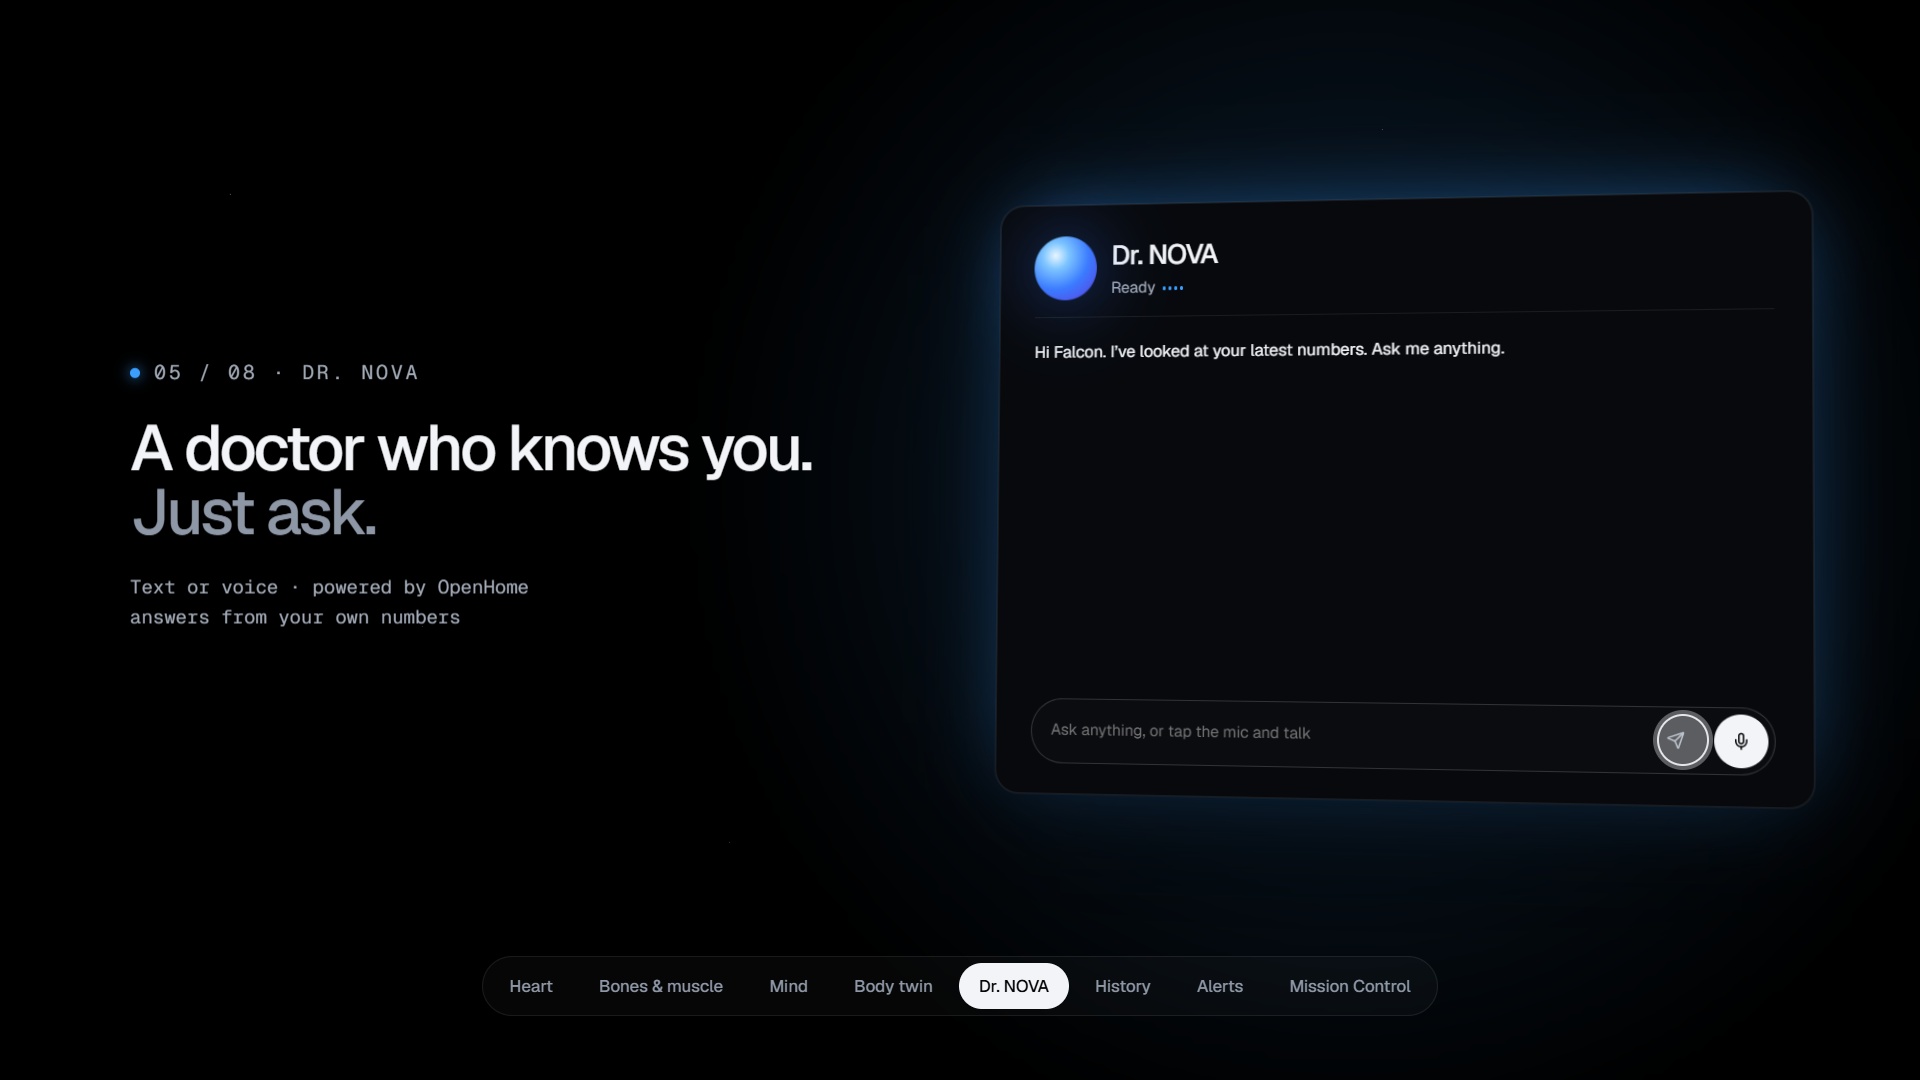 05 / 08 · DR. NOVA
A doctor who knows you.
Just ask.
Text or voice · powered by OpenHome
answers from your own numbers
Dr. NOVA
Ready
Hi Falcon. I’ve looked at your latest numbers. Ask me anything.
Ask anything, or tap the mic and talk
Heart Bones & muscle Mind Body twin Dr. NOVA History Alerts Mission Control